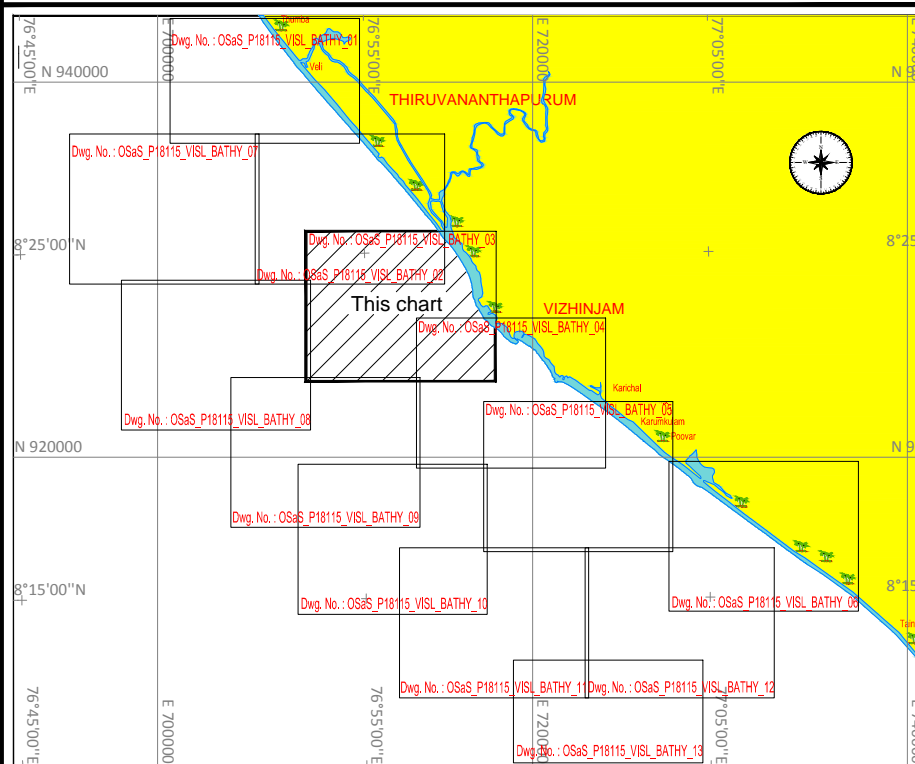 76°45'00''E
E 700000
76°55'00''E
E 720000
77°05'00''E
Thumba
Dwg. No. : OSaS_P18115_VISL_BATHY_01
Veli
N 940000
N 9
THIRUVANANTHAPURUM
Dwg. No. : OSaS_P18115_VISL_BATHY_07
8°25'00''N
8°25
Dwg. No. : OSaS_P18115_VISL_BATHY_03
Dwg. No. : OSaS_P18115_VISL_BATHY_02
This chart
VIZHINJAM
Dwg. No. : OSaS_P18115_VISL_BATHY_04
Karichal
Dwg. No. : OSaS_P18115_VISL_BATHY_05
Dwg. No. : OSaS_P18115_VISL_BATHY_08
Karumkulam
Poovar
N 920000
N 9
Dwg. No. : OSaS_P18115_VISL_BATHY_09
8°15'00''N
8°15
Dwg. No. : OSaS_P18115_VISL_BATHY_10
Dwg. No. : OSaS_P18115_VISL_BATHY_06
Dwg. No. : OSaS_P18115_VISL_BATHY_11
Dwg. No. : OSaS_P18115_VISL_BATHY_12
Dwg. No. : OSaS_P18115_VISL_BATHY_13
76°45'00''E
E 700000
76°55'00''E
E 720000
77°05'00''E